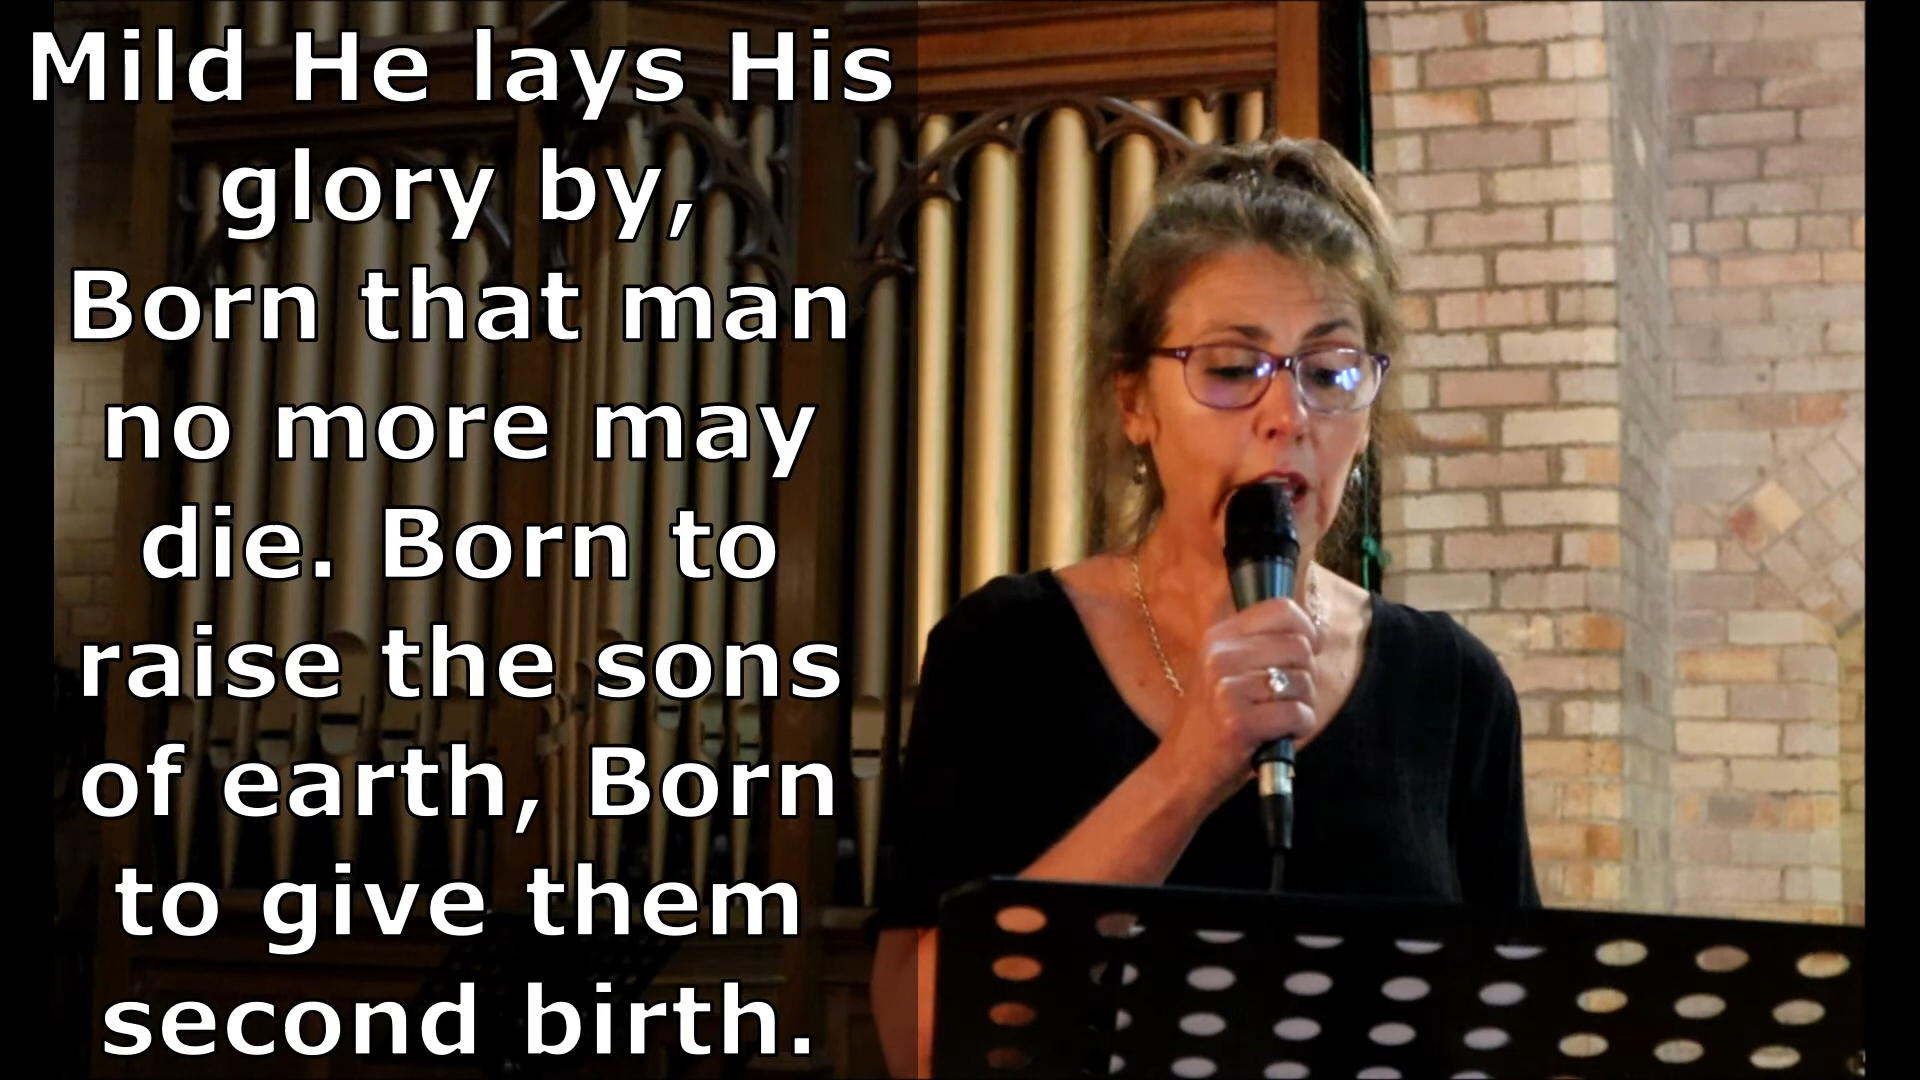 Mild He lays His
glory by,
Born that man
no more may
die. Born to
raise the sons
of earth, Born
to give them
second birth.